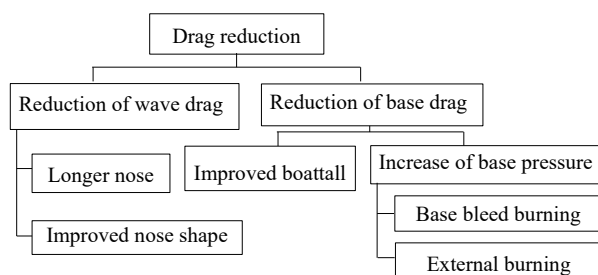 Drag reduction
Reduction of wave drag
Reduction of base drag
Longer nose
Improved nose shape
Improved boattall
Increase of base pressure
Base bleed burning
External burning